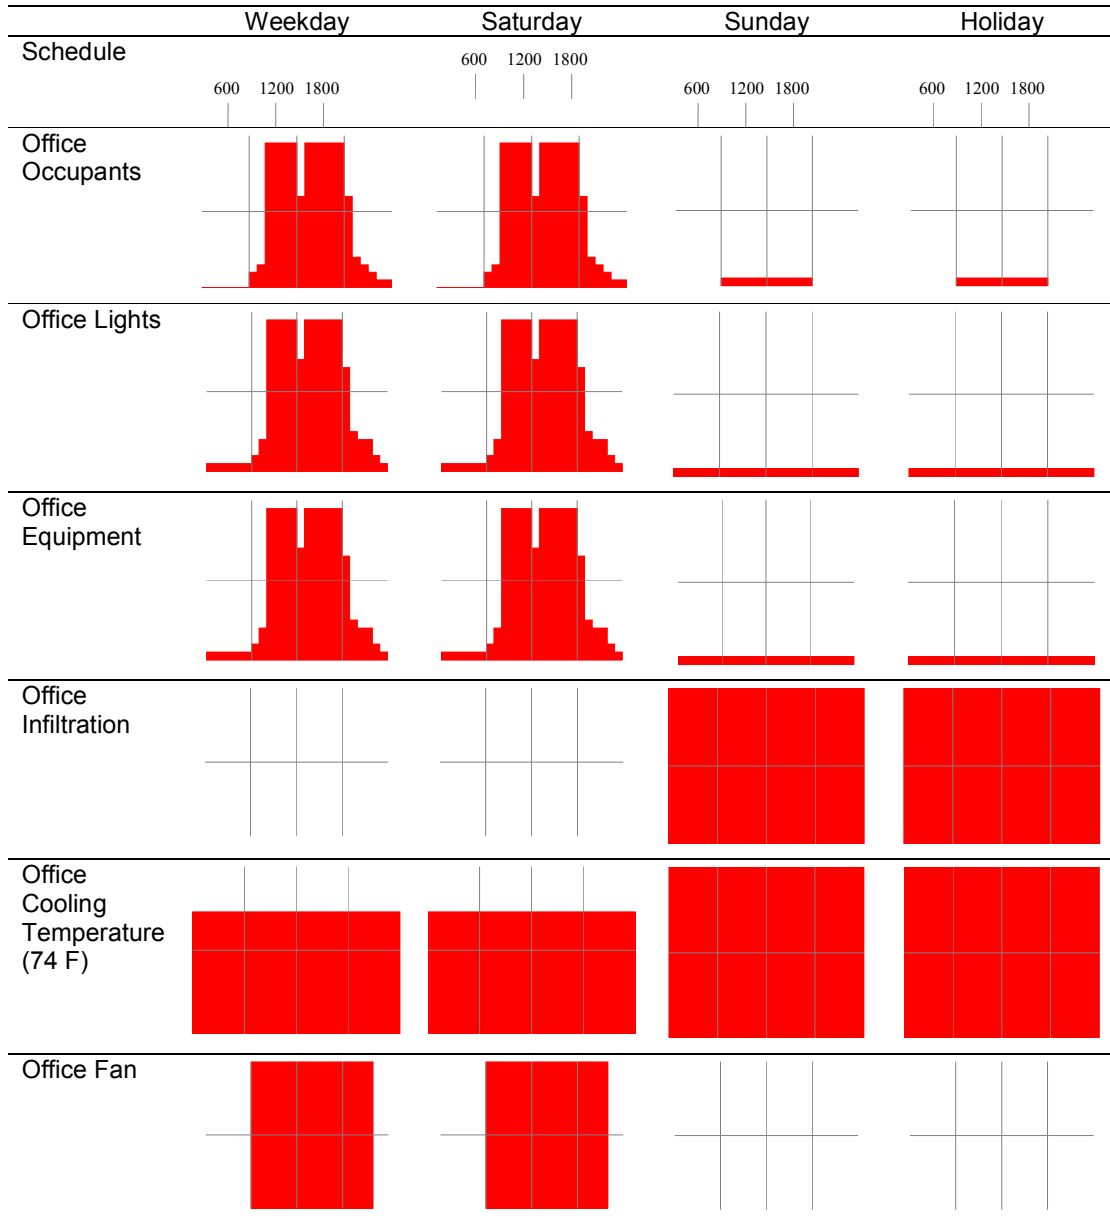 Weekday Saturday Sunday Holiday
Schedule
600 1200 1800
600 1200 1800
600 1200 1800
600 1200 1800
Office
Occupants
Office Lights
Office
Equipment
Office
Infiltration
Office
Cooling
Temperature
(74 F)
Office Fan